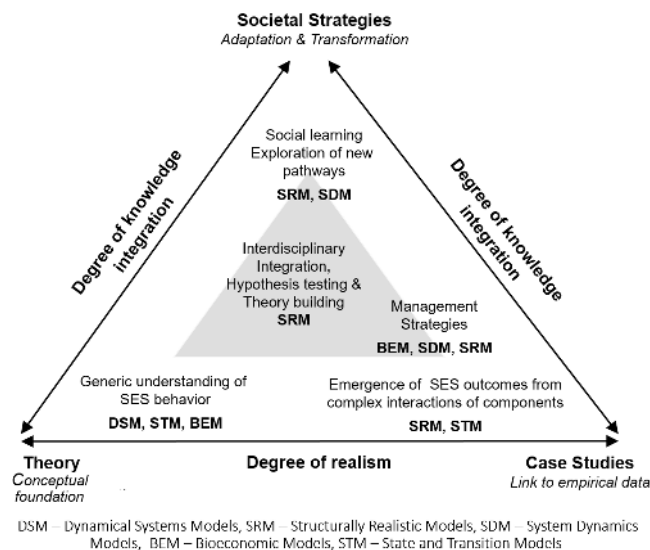 Societal Strategies
Adaptation & Transformation
Degree of knowledge
integration
Degree of knowledge
integration
Social learning
Exploration of new
pathways
SRM, SDM
Interdisciplinary
Integration,
Hypothesis testing &
Theory building
SRM
Management
Strategies
BEM, SDM, SRM
Generic understanding of
SES behavior
DSM, STM, BEM
Emergence of SES outcomes from
complex interactions of components
SRM, STM
Theory
Conceptual
foundation
Degree of realism
Case Studies
Link to empirical data
DSM – Dynamical Systems Models, SRM – Structurally Realistic Models, SDM – System Dynamics
Models, BEM – Bioeconomic Models, STM – State and Transition Models